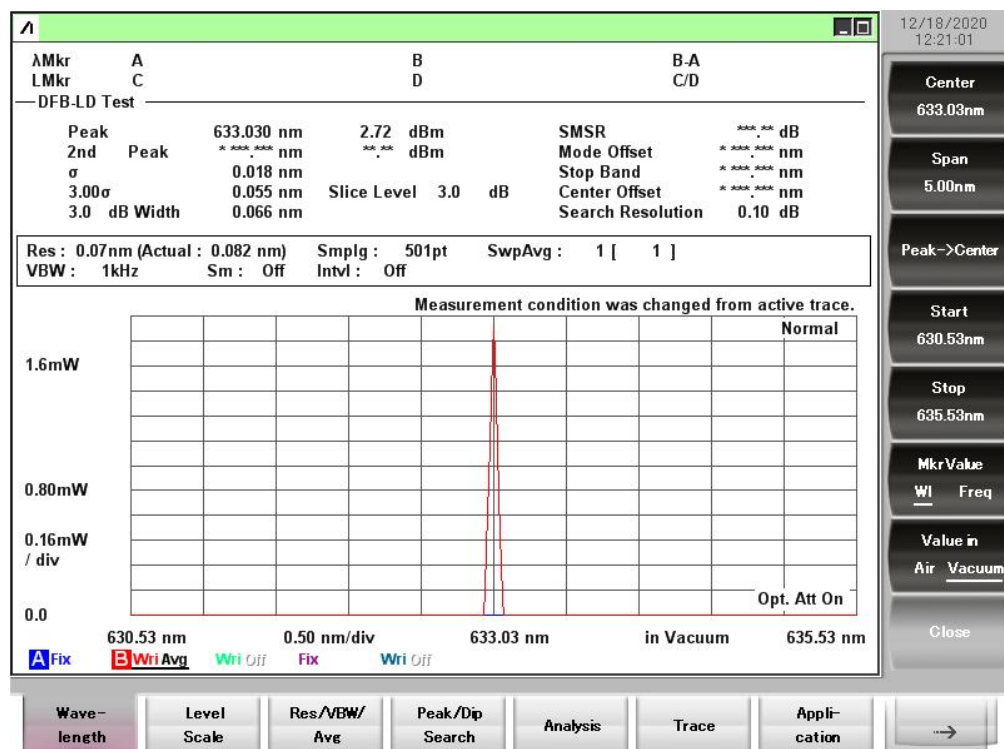 12/18/2020
12:21:01
λMkr A B B-A
LMkr C D C/D
DFB-LD Test
Peak 633.030 nm 2.72 dBm SMSR ***.** dB
2nd Peak * ***.*** nm **.** dBm Mode Offset * ***.*** nm
σ 0.018 nm Stop Band * ***.*** nm
3.00σ 0.055 nm Slice Level 3.0 dB Center Offset * ***.*** nm
3.0 dB Width 0.066 nm Search Resolution 0.10 dB
Res : 0.07nm (Actual : 0.082 nm) Smplg : 501pt SwpAvg : 1 [ 1 ]
VBW : 1kHz Sm : Off Intvl : Off
Measurement condition was changed from active trace.
Normal
1.6mW
0.80mW
0.16mW
/ div
Opt. Att On
0.0
630.53 nm 0.50 nm/div 633.03 nm in Vacuum 635.53 nm
A Fix B Wri Avg Wri Off Fix Wri Off
Center
633.03nm
Span
5.00nm
Peak->Center
Start
630.53nm
Stop
635.53nm
MkrValue
Wl Freq
Value in
Air Vacuum
Close
Wave-
length
Level
Scale
Res/VBW/
Avg
Peak/Dip
Search
Analysis
Trace
Appli-
cation